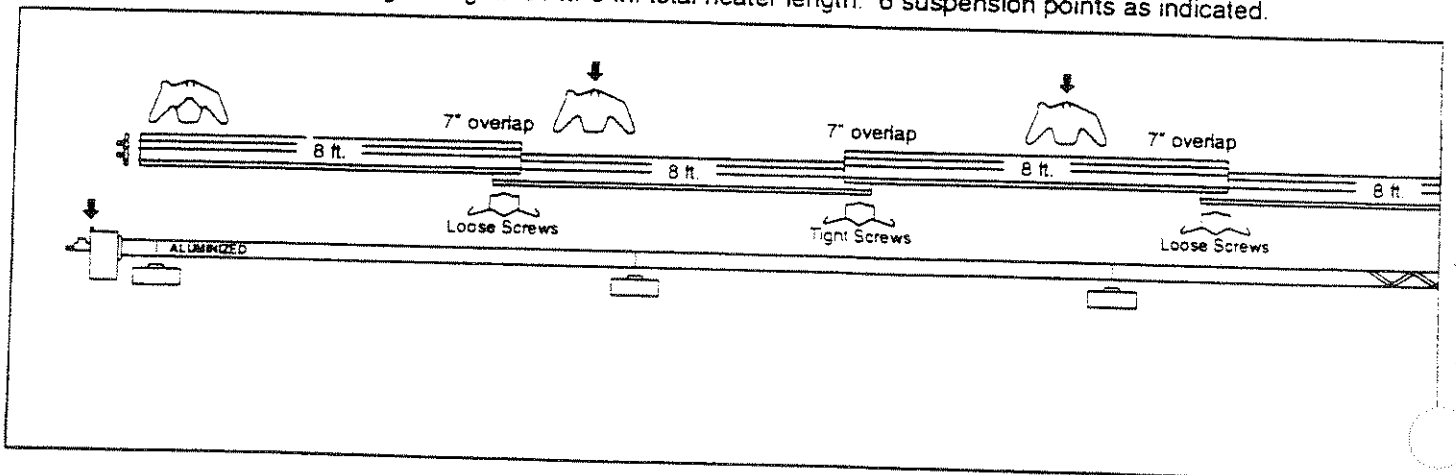 total heater length. 6 suspension points as indicated.
7" overlap
7" overlap
7" overlap
8 ft.
8 ft.
8 ft.
8 ft.
Loose Screws
Tight Screws
Loose Screws
ALUMINIZED